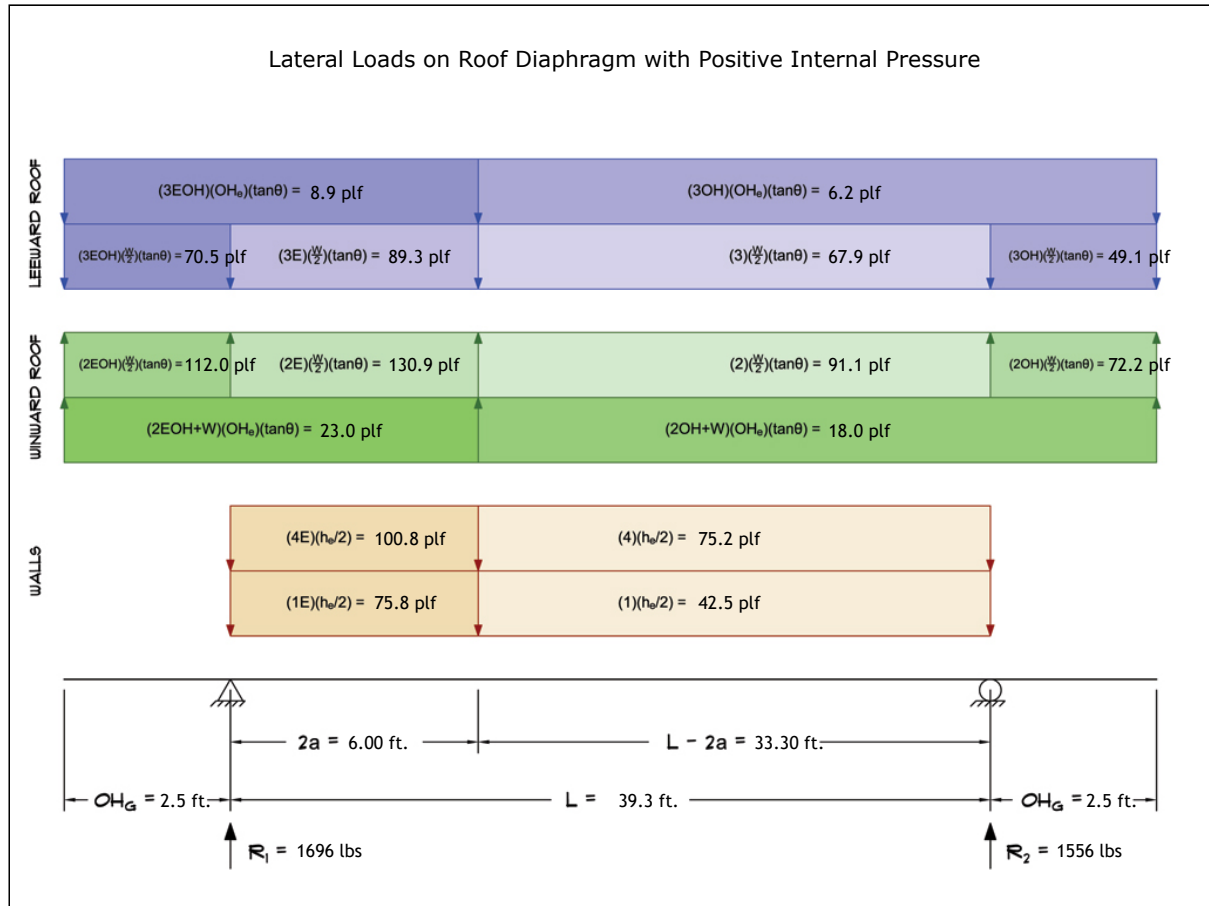 Lateral Loads on Roof Diaphragm with Positive Internal Pressure
LEEWARD ROOF
(3EOH)(OHₑ)(tanθ) = 8.9 plf
(3OH)(OHₑ)(tanθ) = 6.2 plf
(3EOH)(W/2)(tanθ) = 70.5 plf
(3E)(W/2)(tanθ) = 89.3 plf
(3)(W/2)(tanθ) = 67.9 plf
(3OH)(W/2)(tanθ) = 49.1 plf
WINWARD ROOF
(2EOH)(W/2)(tanθ) = 112.0 plf
(2E)(W/2)(tanθ) = 130.9 plf
(2)(W/2)(tanθ) = 91.1 plf
(2OH)(W/2)(tanθ) = 72.2 plf
(2EOH+W)(OHₑ)(tanθ) = 23.0 plf
(2OH+W)(OHₑ)(tanθ) = 18.0 plf
WALLS
(4E)(hₑ/2) = 100.8 plf
(4)(hₑ/2) = 75.2 plf
(1E)(hₑ/2) = 75.8 plf
(1)(hₑ/2) = 42.5 plf
2a = 6.00 ft.
L - 2a = 33.30 ft.
OH_G = 2.5 ft.
L = 39.3 ft.
OH_G = 2.5 ft.
R₁ = 1696 lbs
R₂ = 1556 lbs